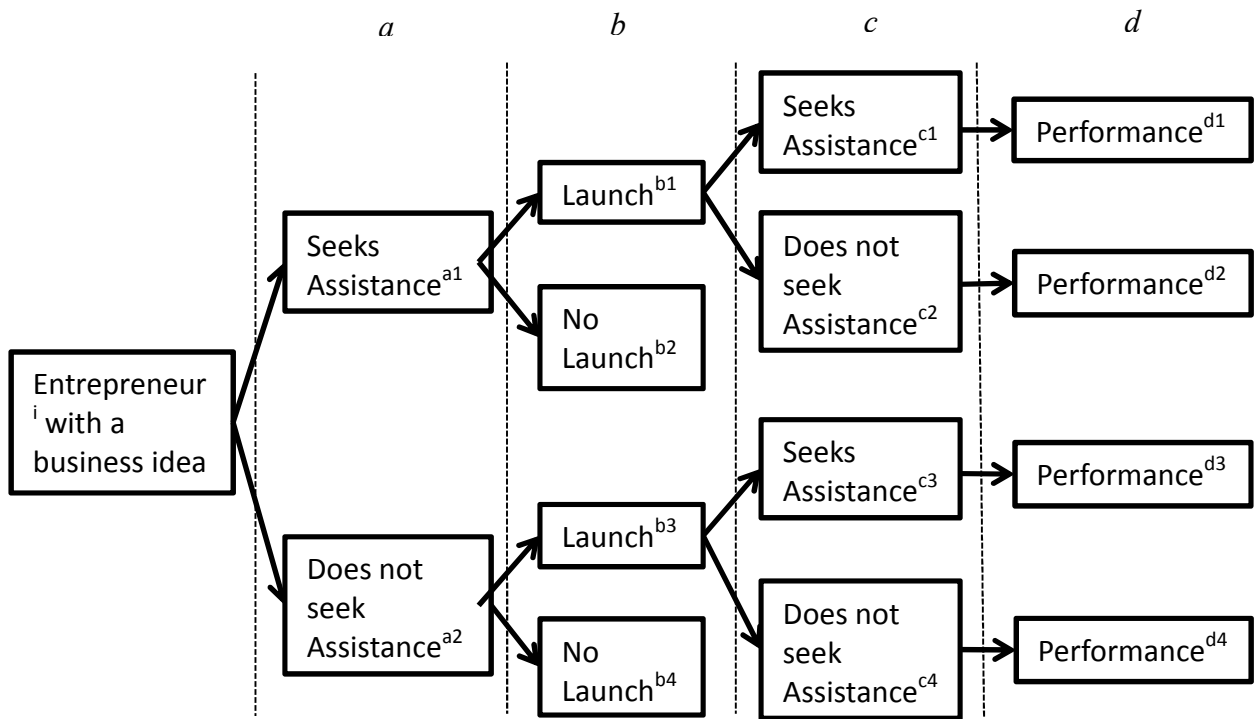 a
b
c
d
Entrepreneur
i with a
business idea
Seeks
Assistance a1
Does not
seek
Assistance a2
Launch b1
No
Launch b2
Launch b3
No
Launch b4
Seeks
Assistance c1
Does not
seek
Assistance c2
Seeks
Assistance c3
Does not
seek
Assistance c4
Performance d1
Performance d2
Performance d3
Performance d4